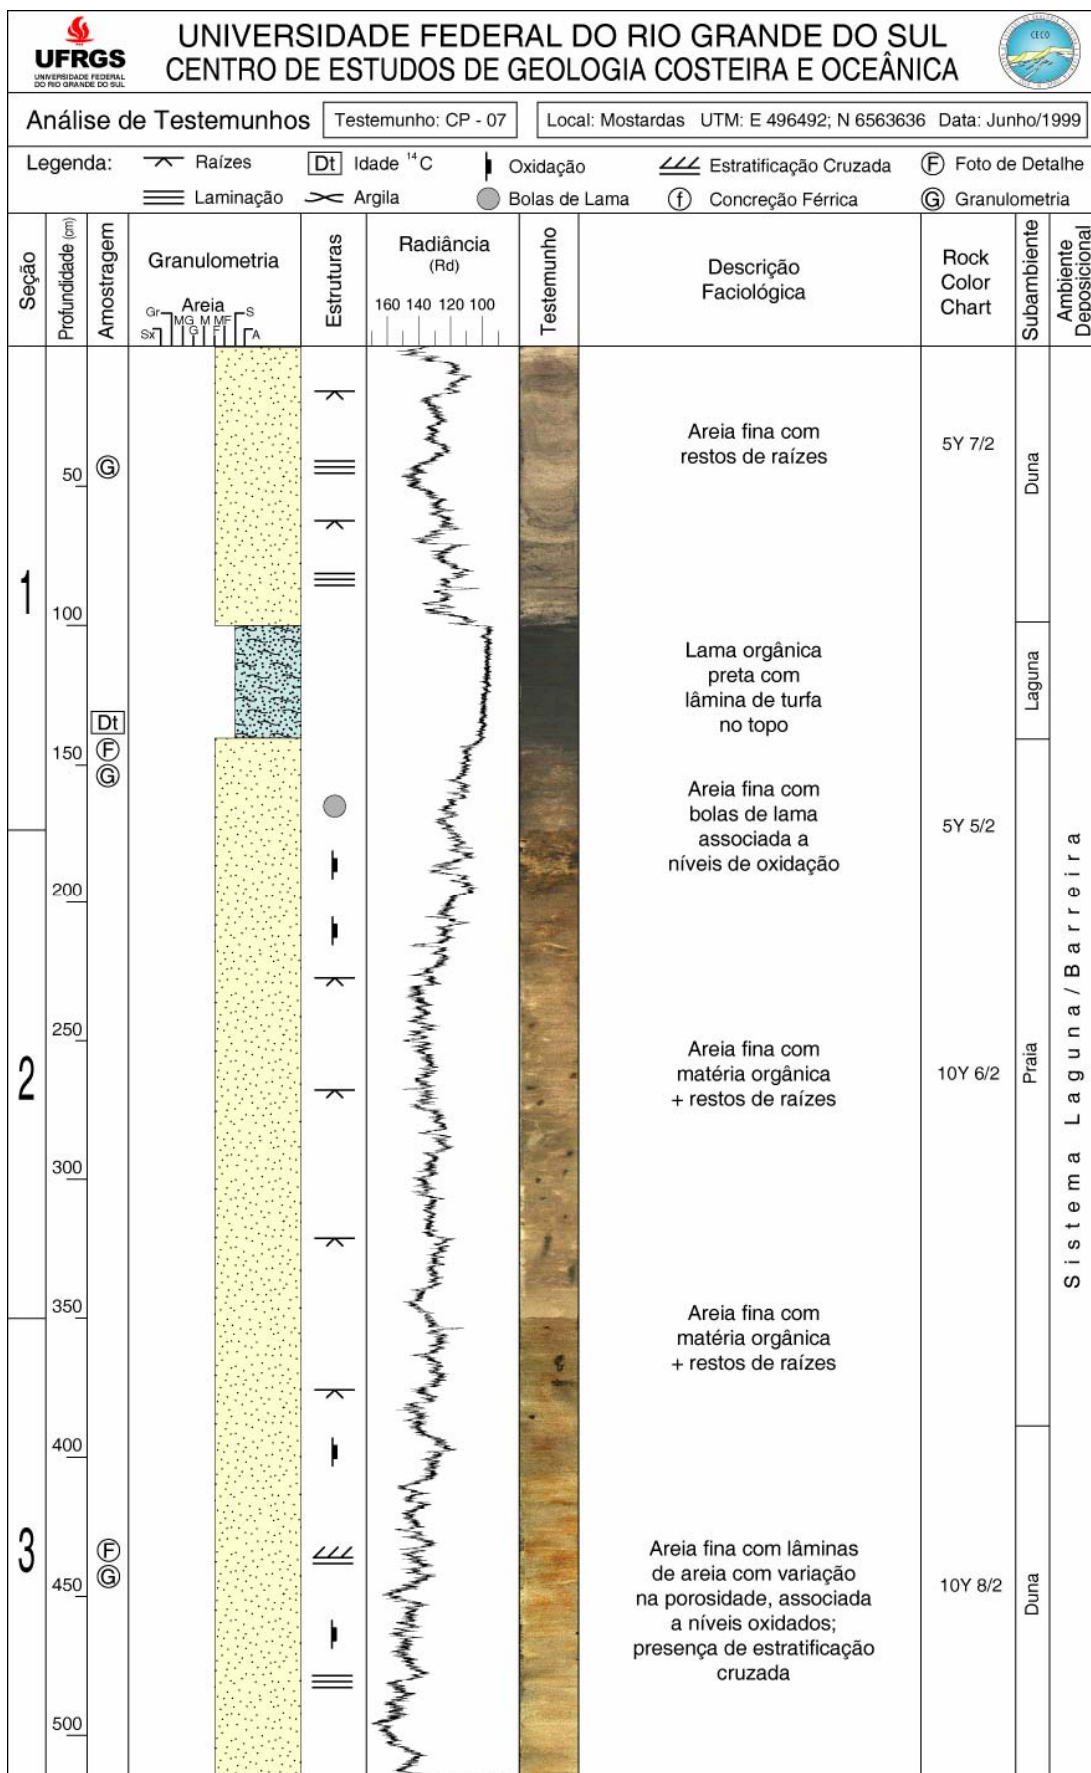 UFRGS
UNIVERSIDADE FEDERAL
DO RIO GRANDE DO SUL
UNIVERSIDADE FEDERAL DO RIO GRANDE DO SUL
CENTRO DE ESTUDOS DE GEOLOGIA COSTEIRA E OCEÂNICA
CECO
Análise de Testemunhos
Testemunho: CP - 07
Local: Mostardas UTM: E 496492; N 6563636 Data: Junho/1999
Legenda:
Raízes
Dt Idade 14C
Oxidação
Estratificação Cruzada
F Foto de Detalhe
Laminação
Argila
Bolas de Lama
f Concreção Férrica
G Granulometria
Seção
Profundidade (cm)
Amostragem
Granulometria
Areia
Gr
MG
M
MF
S
Sx
G
F
A
Estruturas
Radiância
(Rd)
160 140 120 100
Testemunho
Descrição
Faciológica
Rock
Color
Chart
Subambiente
Ambiente
Deposicional
1
50
100
150
G
Dt
F
G
Areia fina com
restos de raízes
5Y 7/2
Duna
Lama orgânica
preta com
lâmina de turfa
no topo
Laguna
Areia fina com
bolas de lama
associada a
níveis de oxidação
5Y 5/2
2
200
250
300
350
Areia fina com
matéria orgânica
+ restos de raízes
10Y 6/2
Praia
Sistema Laguna/Barreira
Areia fina com
matéria orgânica
+ restos de raízes
3
400
450
500
F
G
Areia fina com lâminas
de areia com variação
na porosidade, associada
a níveis oxidados;
presença de estratificação
cruzada
10Y 8/2
Duna